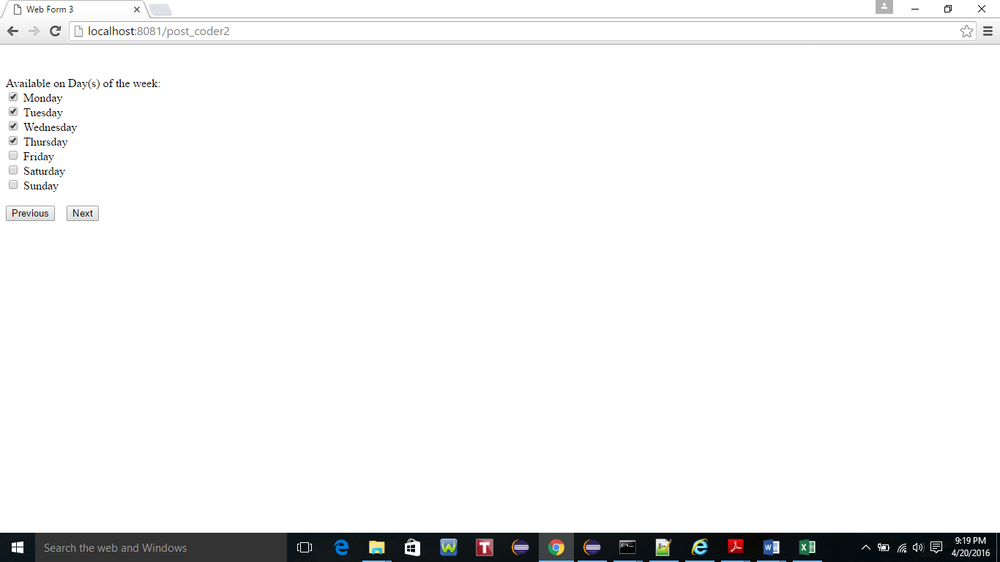 Web Form 3
localhost:8081/post_coder2
Available on Day(s) of the week:
Monday
Tuesday
Wednesday
Thursday
Friday
Saturday
Sunday
Previous Next
Search the web and Windows
9:19 PM
4/20/2016